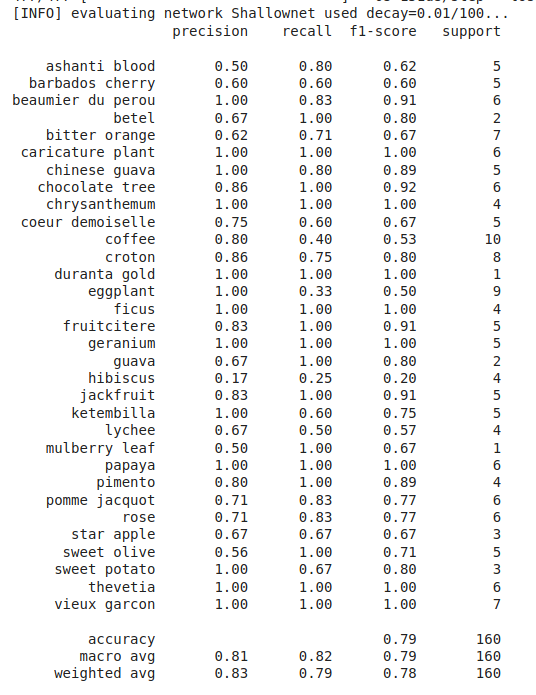 [INFO] evaluating network Shallownet used decay=0.01/100...
precision recall f1-score support
ashanti blood 0.50 0.80 0.62 5
barbados cherry 0.60 0.60 0.60 5
beaumier du perou 1.00 0.83 0.91 6
betel 0.67 1.00 0.80 2
bitter orange 0.62 0.71 0.67 7
caricature plant 1.00 1.00 1.00 6
chinese guava 1.00 0.80 0.89 5
chocolate tree 0.86 1.00 0.92 6
chrysanthemum 1.00 1.00 1.00 4
coeur demoiselle 0.75 0.60 0.67 5
coffee 0.80 0.40 0.53 10
croton 0.86 0.75 0.80 8
duranta gold 1.00 1.00 1.00 1
eggplant 1.00 0.33 0.50 9
ficus 1.00 1.00 1.00 4
fruitcitere 0.83 1.00 0.91 5
geranium 1.00 1.00 1.00 5
guava 0.67 1.00 0.80 2
hibiscus 0.17 0.25 0.20 4
jackfruit 0.83 1.00 0.91 5
ketembilla 1.00 0.60 0.75 5
lychee 0.67 0.50 0.57 4
mulberry leaf 0.50 1.00 0.67 1
papaya 1.00 1.00 1.00 6
pimento 0.80 1.00 0.89 4
pomme jacquot 0.71 0.83 0.77 6
rose 0.71 0.83 0.77 6
star apple 0.67 0.67 0.67 3
sweet olive 0.56 1.00 0.71 5
sweet potato 1.00 0.67 0.80 3
thevetia 1.00 1.00 1.00 6
vieux garcon 1.00 1.00 1.00 7
accuracy 0.79 160
macro avg 0.81 0.82 0.79 160
weighted avg 0.83 0.79 0.78 160